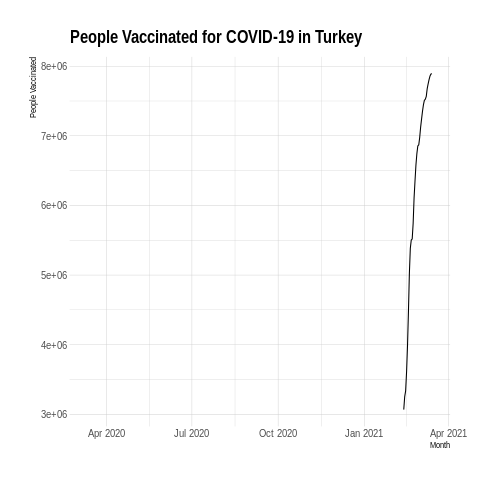 People Vaccinated for COVID-19 in Turkey
People Vaccinated
8e+06
7e+06
6e+06
5e+06
4e+06
3e+06
Apr 2020 Jul 2020 Oct 2020 Jan 2021 Apr 2021
Month